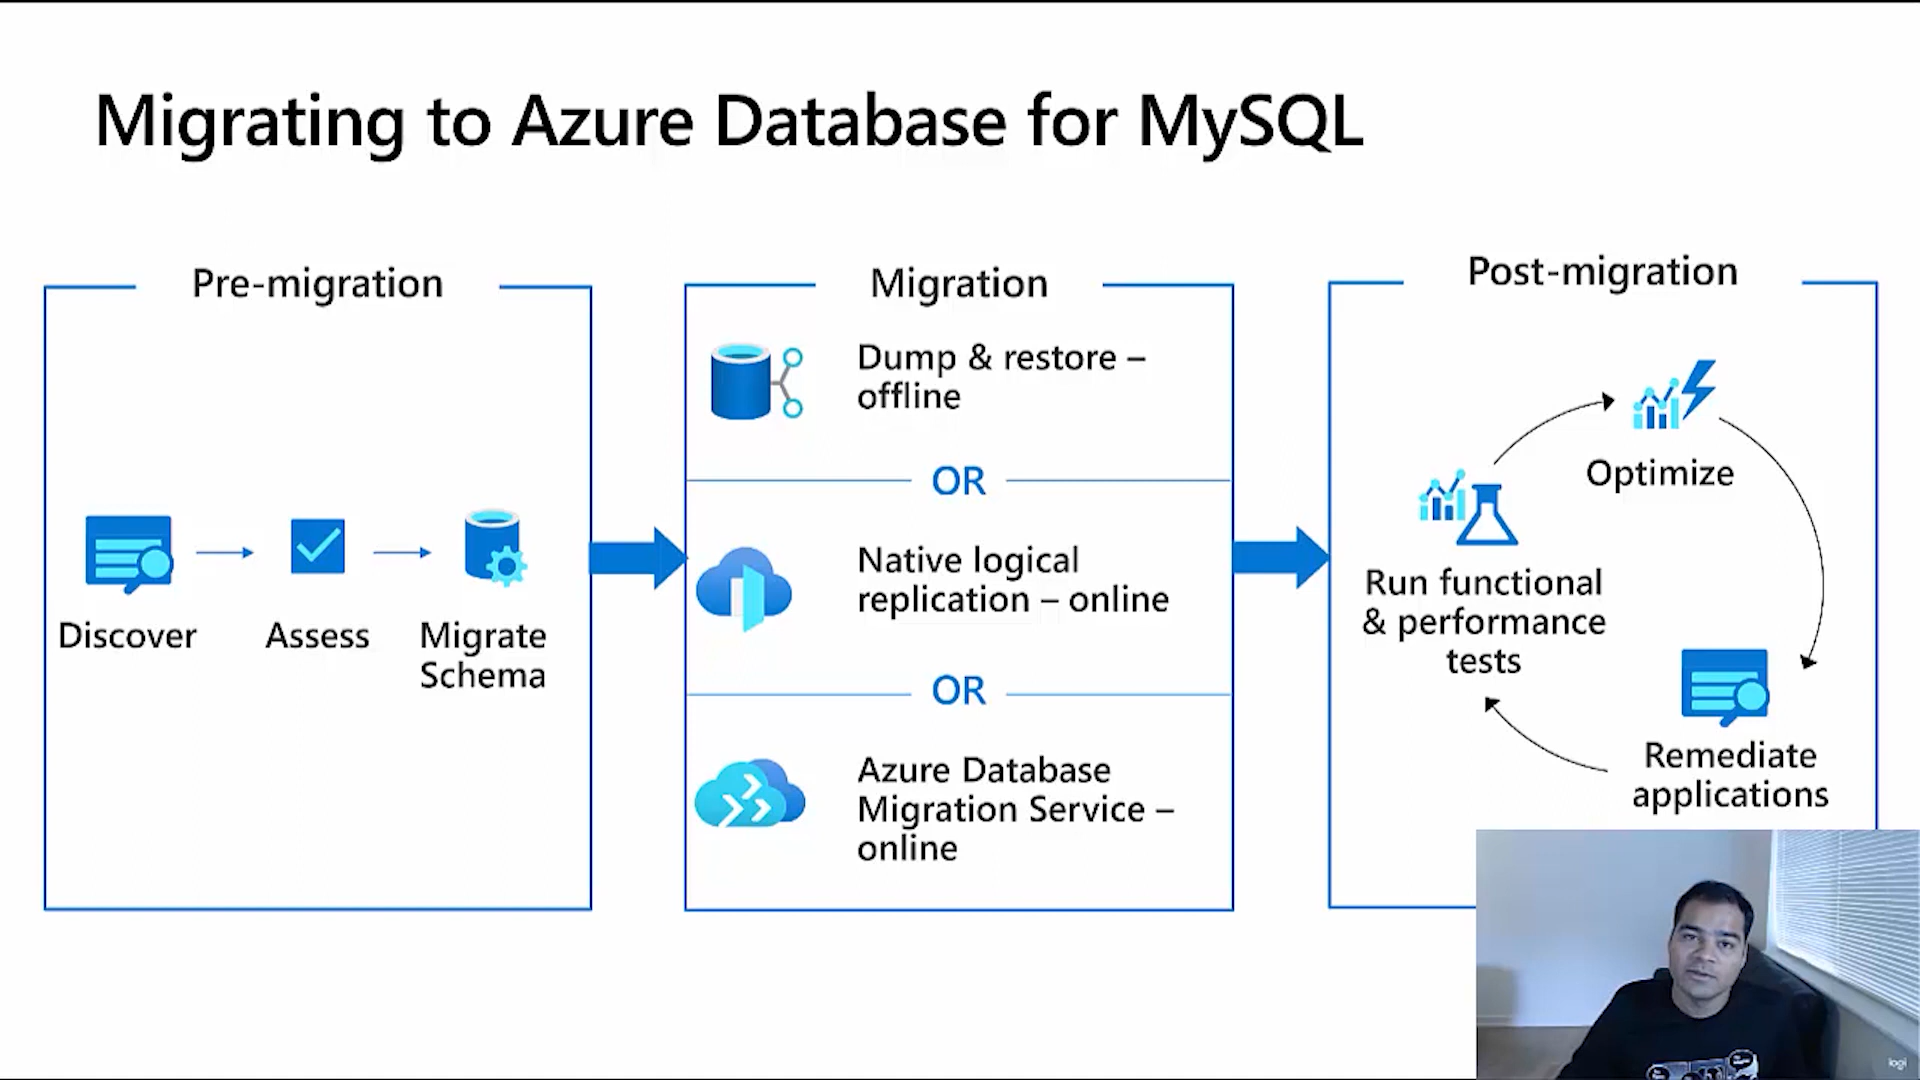 Migrating to Azure Database for MySQL
Pre-migration
Discover
Assess
Migrate
Schema
Migration
Dump & restore –
offline
OR
Native logical
replication – online
OR
Azure Database
Migration Service –
online
Post-migration
Optimize
Run functional
& performance
tests
Remediate
applications
logi